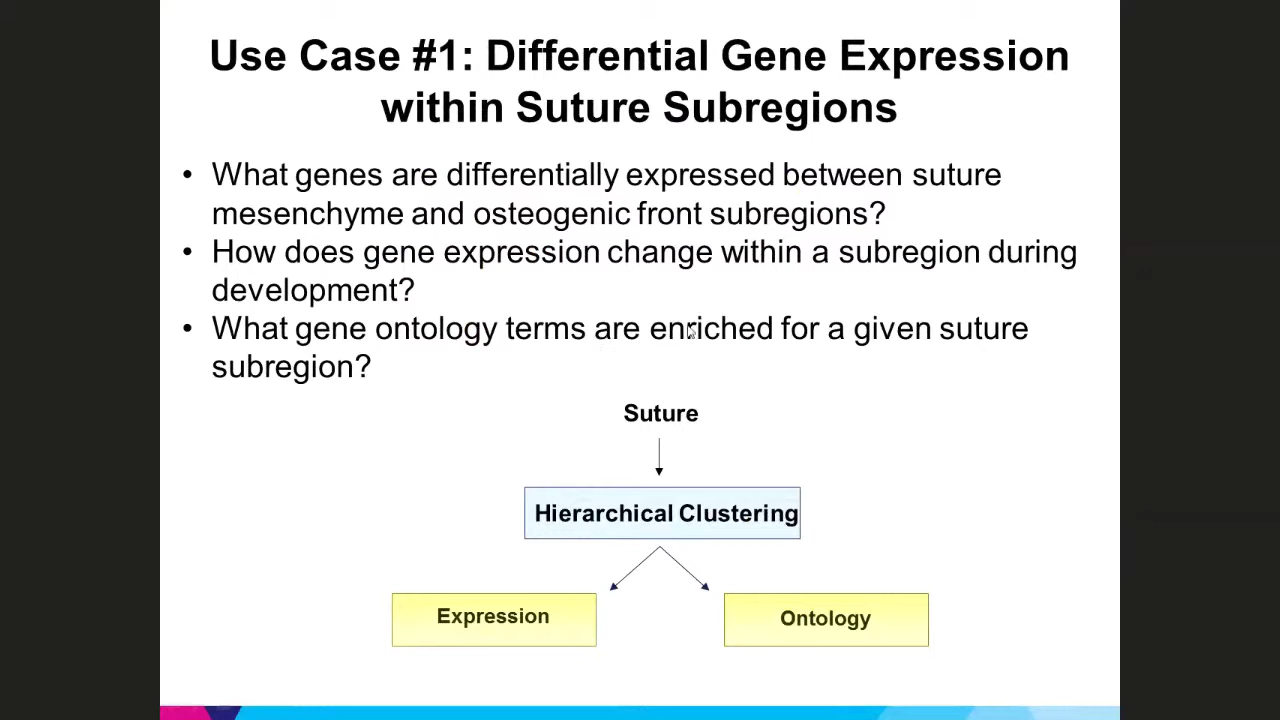 Use Case #1: Differential Gene Expression
within Suture Subregions
• What genes are differentially expressed between suture
mesenchyme and osteogenic front subregions?
• How does gene expression change within a subregion during
development?
• What gene ontology terms are enriched for a given suture
subregion?
Suture
Hierarchical Clustering
Expression
Ontology